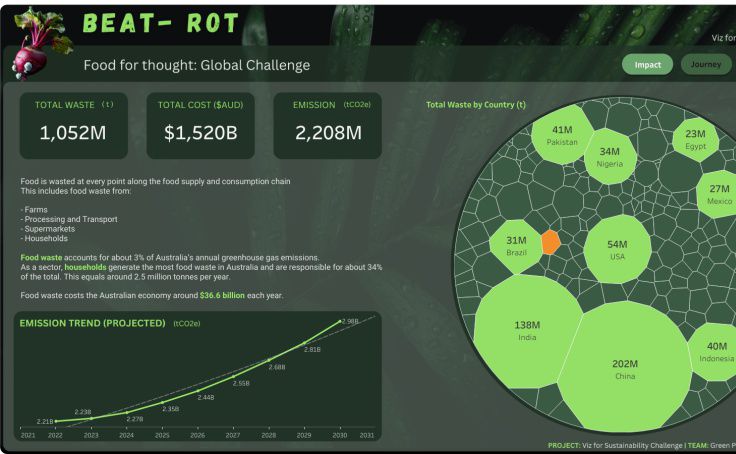 BEAT- ROT
Viz for
Food for thought: Global Challenge
Impact
Journey
TOTAL WASTE (t)
1,052M
TOTAL COST ($AUD)
$1,520B
EMISSION (tCO2e)
2,208M
Food is wasted at every point along the food supply and consumption chain
This includes food waste from:
- Farms
- Processing and Transport
- Supermarkets
- Households
Food waste accounts for about 3% of Australia's annual greenhouse gas emissions.
As a sector, households generate the most food waste in Australia and are responsible for about 34%
of the total. This equals around 2.5 million tonnes per year.
Food waste costs the Australian economy around $36.6 billion each year.
EMISSION TREND (PROJECTED) (tCO2e)
2.21B
2.23B
2.27B
2.35B
2.44B
2.55B
2.68B
2.81B
2.98B
2021 2022 2023 2024 2025 2026 2027 2028 2029 2030 2031
Total Waste by Country (t)
41M
Pakistan
34M
Nigeria
23M
Egypt
27M
Mexico
31M
Brazil
54M
USA
138M
India
202M
China
40M
Indonesia
PROJECT: Viz for Sustainability Challenge | TEAM: Green P